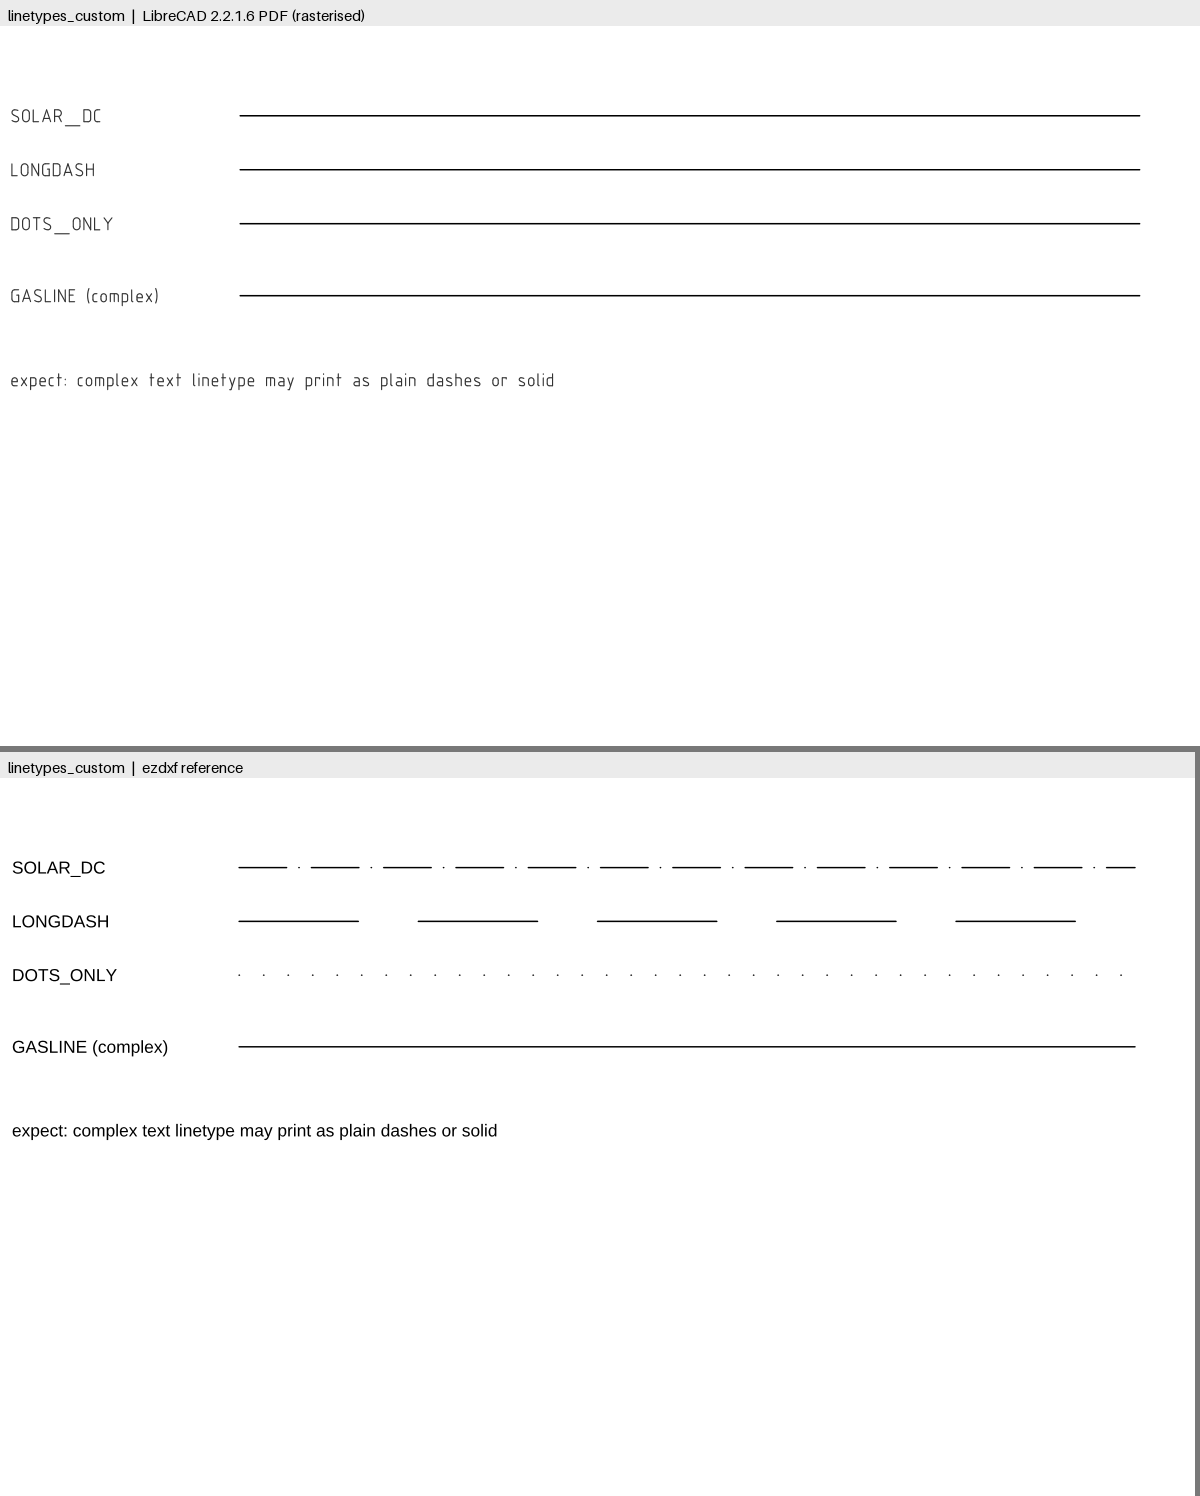 linetypes_custom | LibreCAD 2.2.1.6 PDF (rasterised)
SOLAR__DC
LONGDASH
DOTS__ONLY
GASLINE (complex)
expect: complex text linetype may print as plain dashes or solid
linetypes_custom | ezdxf reference
SOLAR_DC
LONGDASH
DOTS_ONLY
GASLINE (complex)
expect: complex text linetype may print as plain dashes or solid